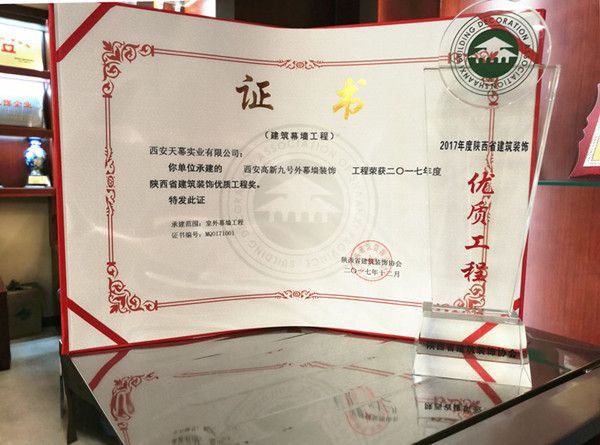 证书
（建筑幕墙工程）
西安天幕实业有限公司：
你单位承建的 西安高新九号外幕墙装饰 工程荣获二〇一七年度
陕西省建筑装饰优质工程奖。
特发此证
承建范围：室外幕墙工程
证书编号：MQ0171001
陕西省建筑装饰协会
二〇一七年十二月
BUILDING DECORATION ASSOCIATION SHAANXI
2017年度陕西省建筑装饰
优质工程
陕西省建筑装饰协会